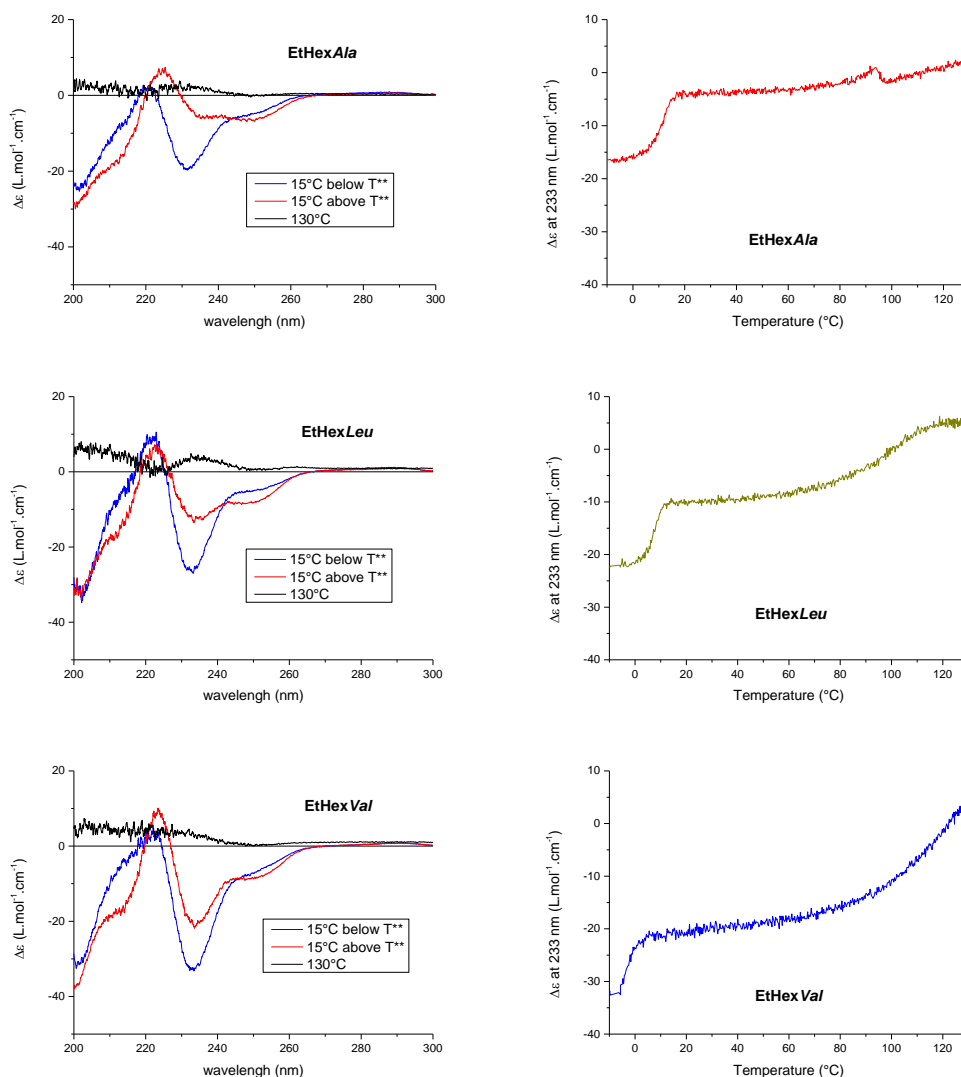 EtHexAla
Δε (L.mol⁻¹.cm⁻¹)
20
0
-20
-40
15°C below T**
15°C above T**
130°C
200 220 240 260 280 300
wavelengh (nm)
EtHexAla
Δε at 233 nm (L.mol⁻¹.cm⁻¹)
10
0
-10
-20
-30
-40
0 20 40 60 80 100 120
Temperature (°C)
EtHexLeu
Δε (L.mol⁻¹.cm⁻¹)
20
10
0
-10
-20
-30
-40
-50
15°C below T**
15°C above T**
130°C
200 220 240 260 280 300
wavelengh (nm)
EtHexLeu
Δε at 233 nm (L.mol⁻¹.cm⁻¹)
10
0
-10
-20
-30
-40
0 20 40 60 80 100 120
Temperature (°C)
EtHexVal
Δε (L.mol⁻¹.cm⁻¹)
20
0
-20
-40
15°C below T**
15°C above T**
130°C
200 220 240 260 280 300
wavelengh (nm)
EtHexVal
Δε at 233 nm (L.mol⁻¹.cm⁻¹)
10
0
-10
-20
-30
-40
0 20 40 60 80 100 120
Temperature (°C)